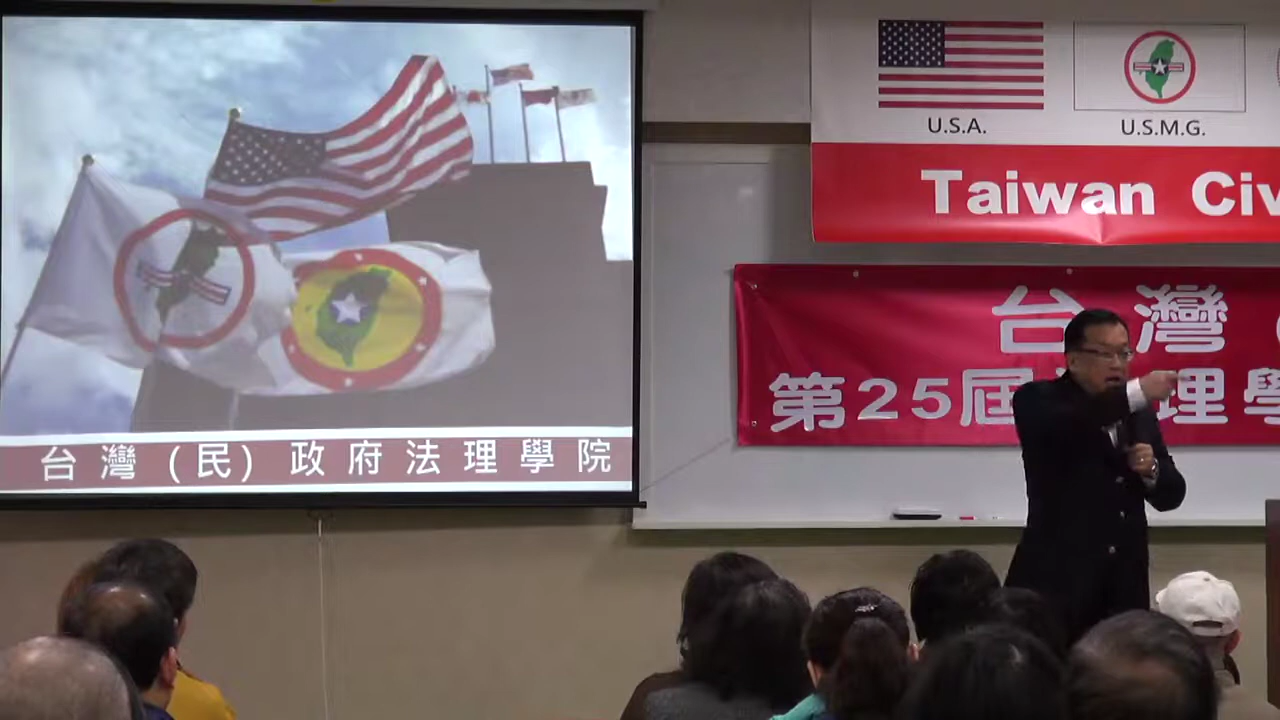 台灣(民)政府法理學院
U.S.A.
U.S.M.G.
Taiwan Civ
台灣
第25屆 理學